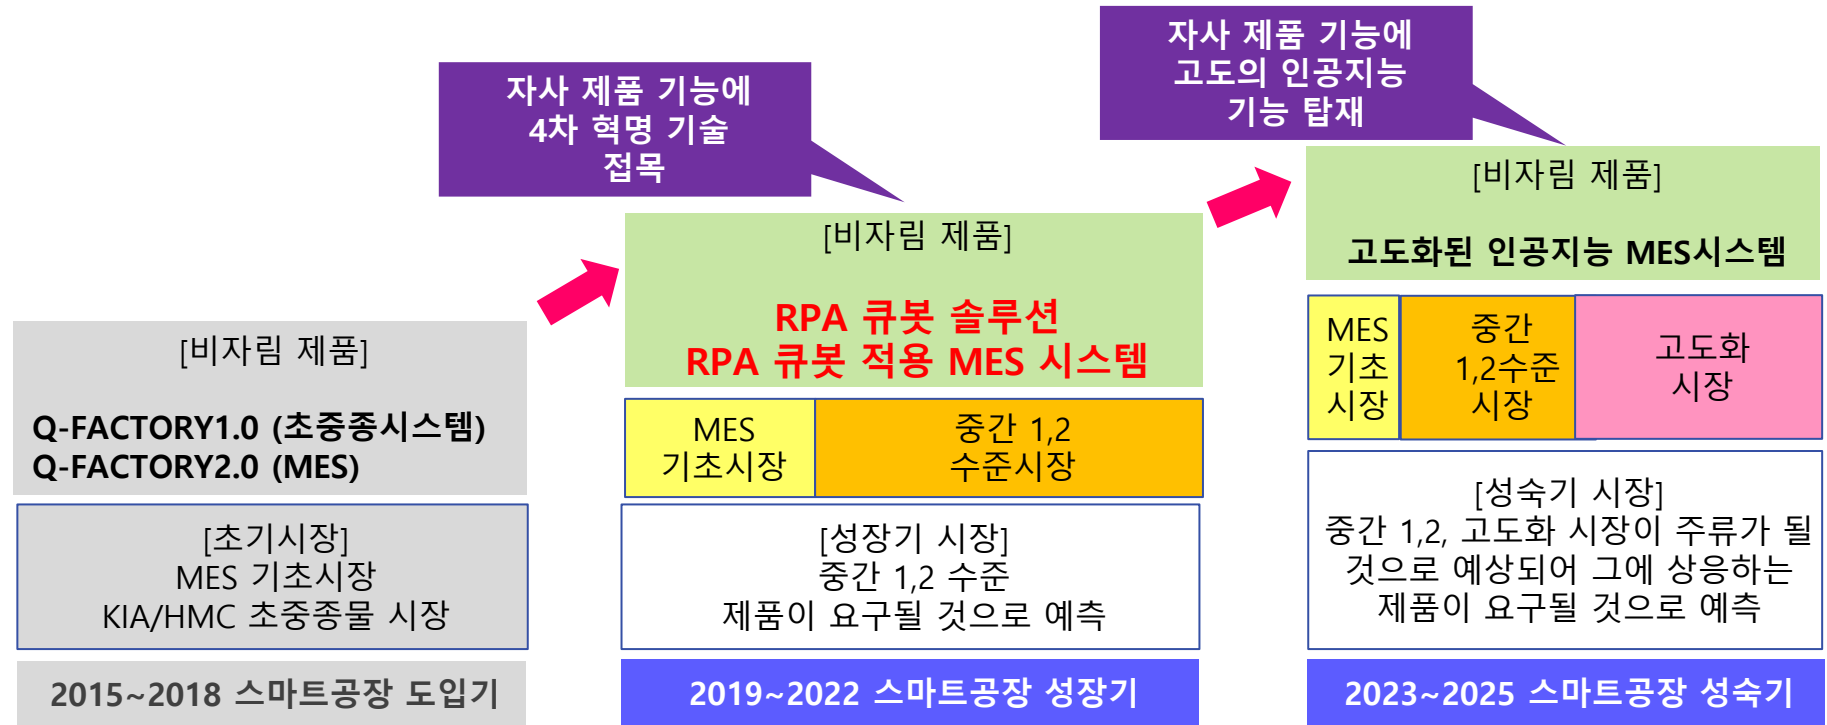 자사 제품 기능에
4차 혁명 기술
접목
자사 제품 기능에
고도의 인공지능
기능 탑재
[비자림 제품]
Q-FACTORY1.0 (초중종시스템)
Q-FACTORY2.0 (MES)
[초기시장]
MES 기초시장
KIA/HMC 초중종물 시장
2015~2018 스마트공장 도입기
[비자림 제품]
RPA 큐봇 솔루션
RPA 큐봇 적용 MES 시스템
MES
기초시장
중간 1,2
수준시장
[성장기 시장]
중간 1,2 수준
제품이 요구될 것으로 예측
2019~2022 스마트공장 성장기
[비자림 제품]
고도화된 인공지능 MES시스템
MES
기초
시장
중간
1,2수준
시장
고도화
시장
[성숙기 시장]
중간 1,2, 고도화 시장이 주류가 될
것으로 예상되어 그에 상응하는
제품이 요구될 것으로 예측
2023~2025 스마트공장 성숙기